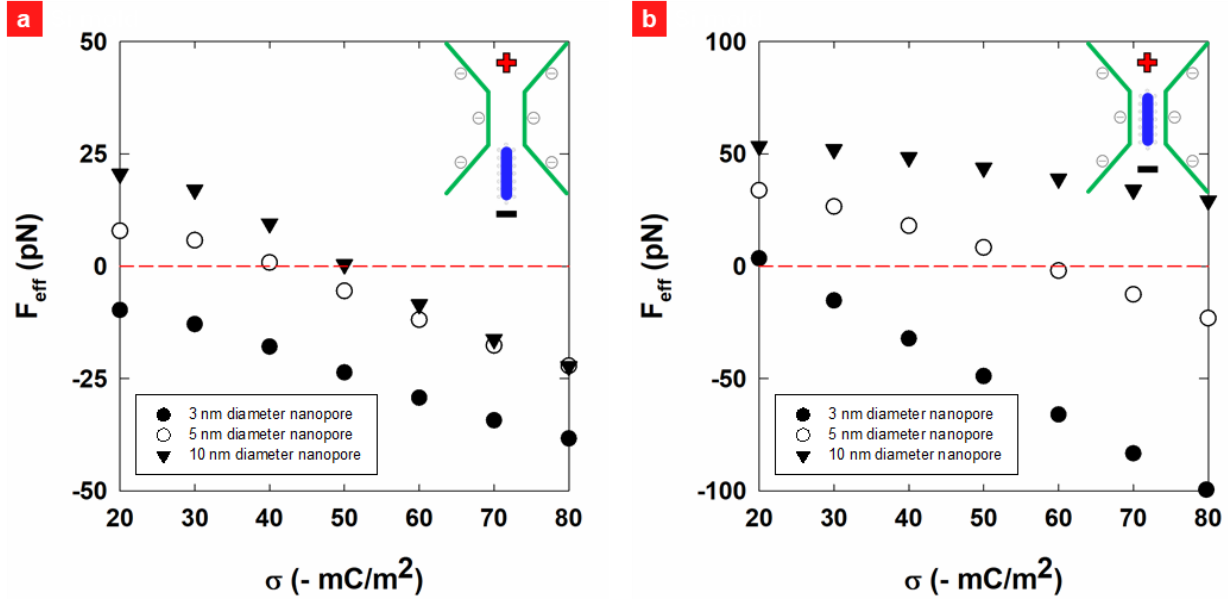 a
50
25
0
-25
-50
F_eff (pN)
3 nm diameter nanopore
5 nm diameter nanopore
10 nm diameter nanopore
20 30 40 50 60 70 80
σ (- mC/m²)
b
100
50
0
-50
-100
F_eff (pN)
3 nm diameter nanopore
5 nm diameter nanopore
10 nm diameter nanopore
20 30 40 50 60 70 80
σ (- mC/m²)